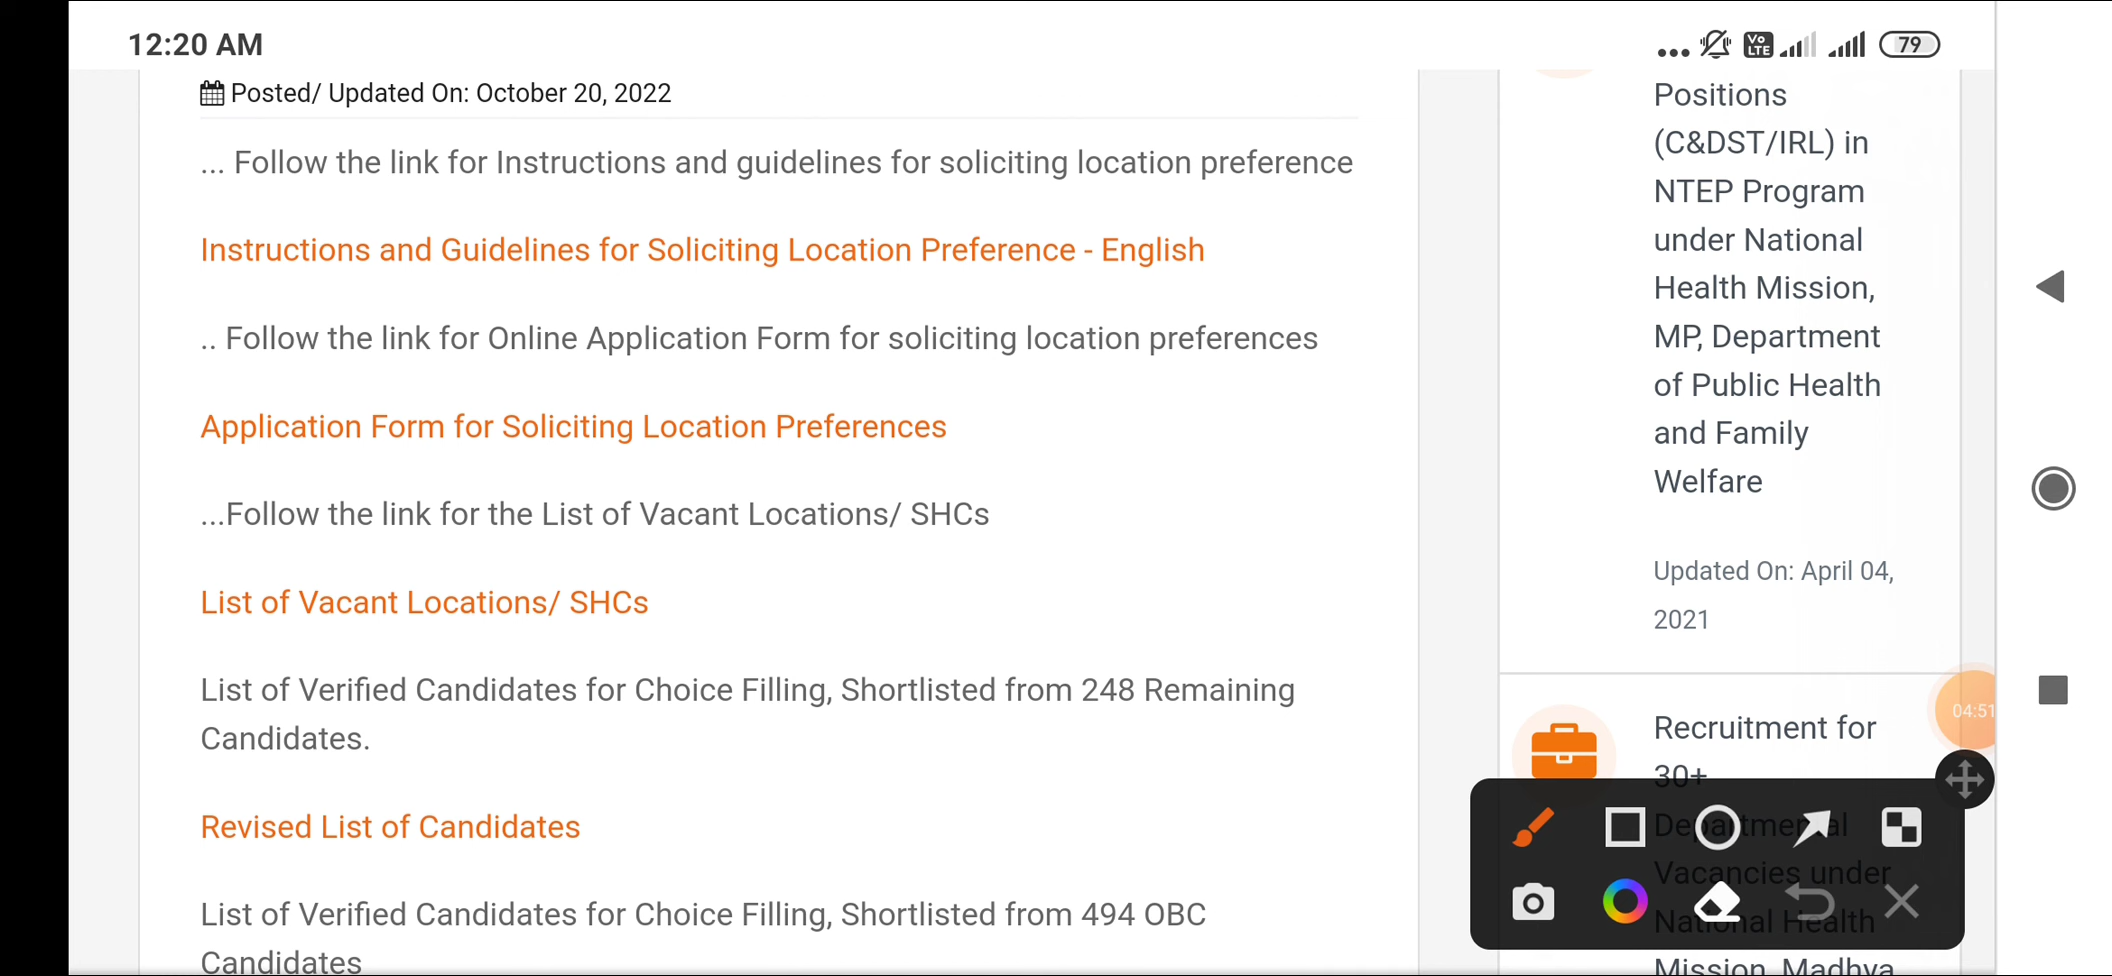 12:20 AM
Vo
LTE
79
Posted/ Updated On: October 20, 2022
... Follow the link for Instructions and guidelines for soliciting location preference
Instructions and Guidelines for Soliciting Location Preference - English
.. Follow the link for Online Application Form for soliciting location preferences
Application Form for Soliciting Location Preferences
...Follow the link for the List of Vacant Locations/ SHCs
List of Vacant Locations/ SHCs
List of Verified Candidates for Choice Filling, Shortlisted from 248 Remaining
Candidates.
Revised List of Candidates
List of Verified Candidates for Choice Filling, Shortlisted from 494 OBC
Candidates
Positions
(C&DST/IRL) in
NTEP Program
under National
Health Mission,
MP, Department
of Public Health
and Family
Welfare
Updated On: April 04,
2021
04:51
Recruitment for
30+
Departmental
Vacancies under
National Health
Mission, Madhya